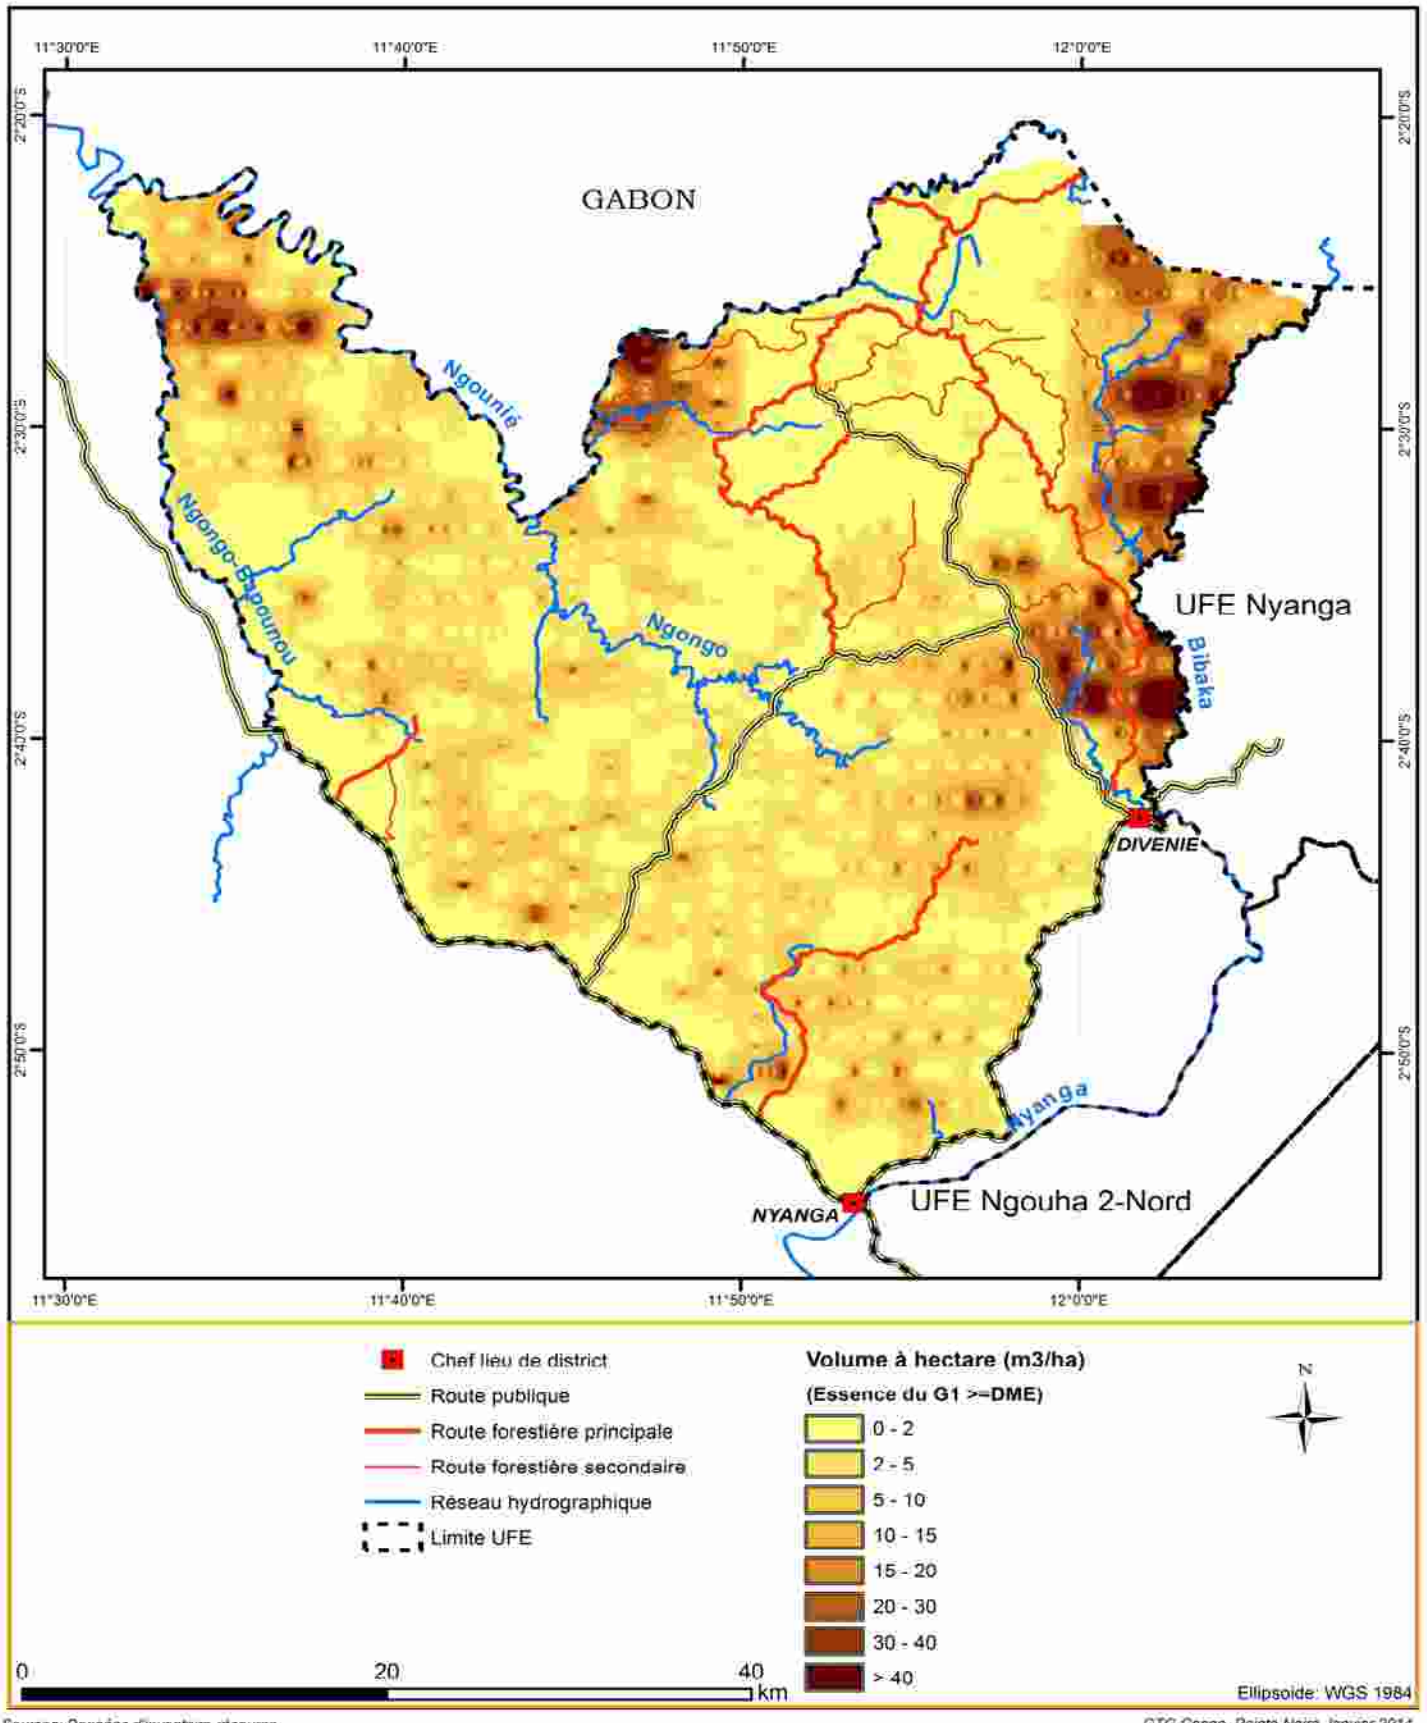 11°30'0"E 11°40'0"E 11°50'0"E 12°0'0"E
2°20'0"S 2°20'0"S
GABON
Ngounié
2°30'0"S 2°30'0"S
Ngongo-Bapounou
UFE Nyanga
Ngongo
Bibaka
2°40'0"S 2°40'0"S
DIVENIE
2°50'0"S 2°50'0"S
Nyanga
UFE Ngouha 2-Nord
NYANGA
11°30'0"E 11°40'0"E 11°50'0"E 12°0'0"E
Chef lieu de district
Route publique
Route forestière principale
Route forestière secondaire
Réseau hydrographique
Limite UFE
Volume à hectare (m3/ha)
(Essence du G1 >=DME)
0 - 2
2 - 5
5 - 10
10 - 15
15 - 20
20 - 30
30 - 40
> 40
N
0 20 40
km
Ellipsoide: WGS 1984